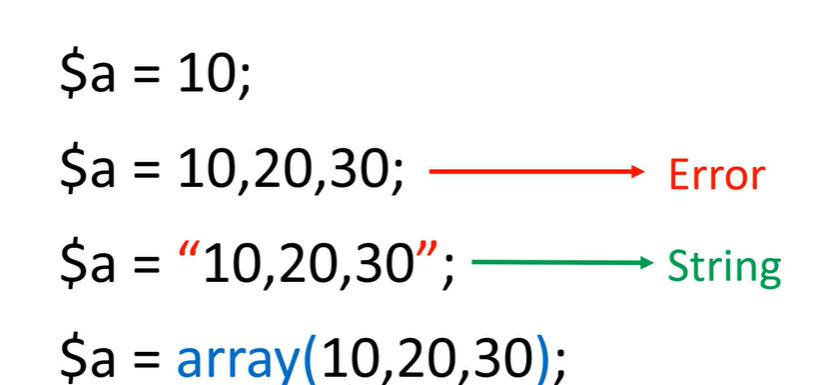 $a = 10;
$a = 10,20,30; Error
$a = “10,20,30”; String
$a = array(10,20,30);